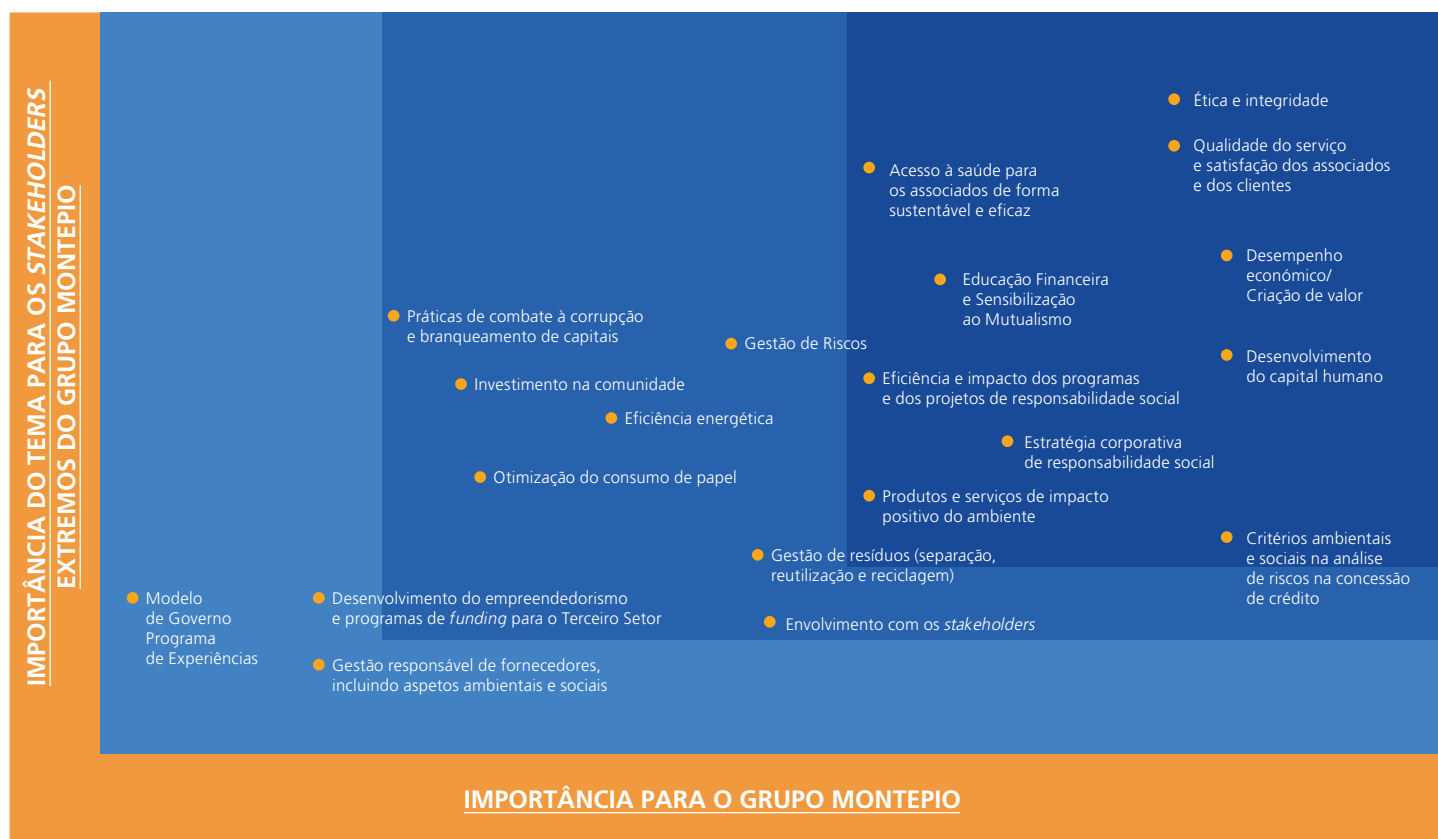 IMPORTÂNCIA DO TEMA PARA OS STAKEHOLDERS
EXTREMOS DO GRUPO MONTEPIO
Ética e integridade
Qualidade do serviço
e satisfação dos associados
e dos clientes
Acesso à saúde para
os associados de forma
sustentável e eficaz
Desempenho
económico/
Criação de valor
Educação Financeira
e Sensibilização
ao Mutualismo
Práticas de combate à corrupção
e branqueamento de capitais
Gestão de Riscos
Desenvolvimento
do capital humano
Investimento na comunidade
Eficiência e impacto dos programas
e dos projetos de responsabilidade social
Eficiência energética
Estratégia corporativa
de responsabilidade social
Otimização do consumo de papel
Produtos e serviços de impacto
positivo do ambiente
Critérios ambientais
e sociais na análise
de riscos na concessão
de crédito
Gestão de resíduos (separação,
reutilização e reciclagem)
Modelo
de Governo
Programa
de Experiências
Desenvolvimento do empreendedorismo
e programas de funding para o Terceiro Setor
Envolvimento com os stakeholders
Gestão responsável de fornecedores,
incluindo aspetos ambientais e sociais
IMPORTÂNCIA PARA O GRUPO MONTEPIO